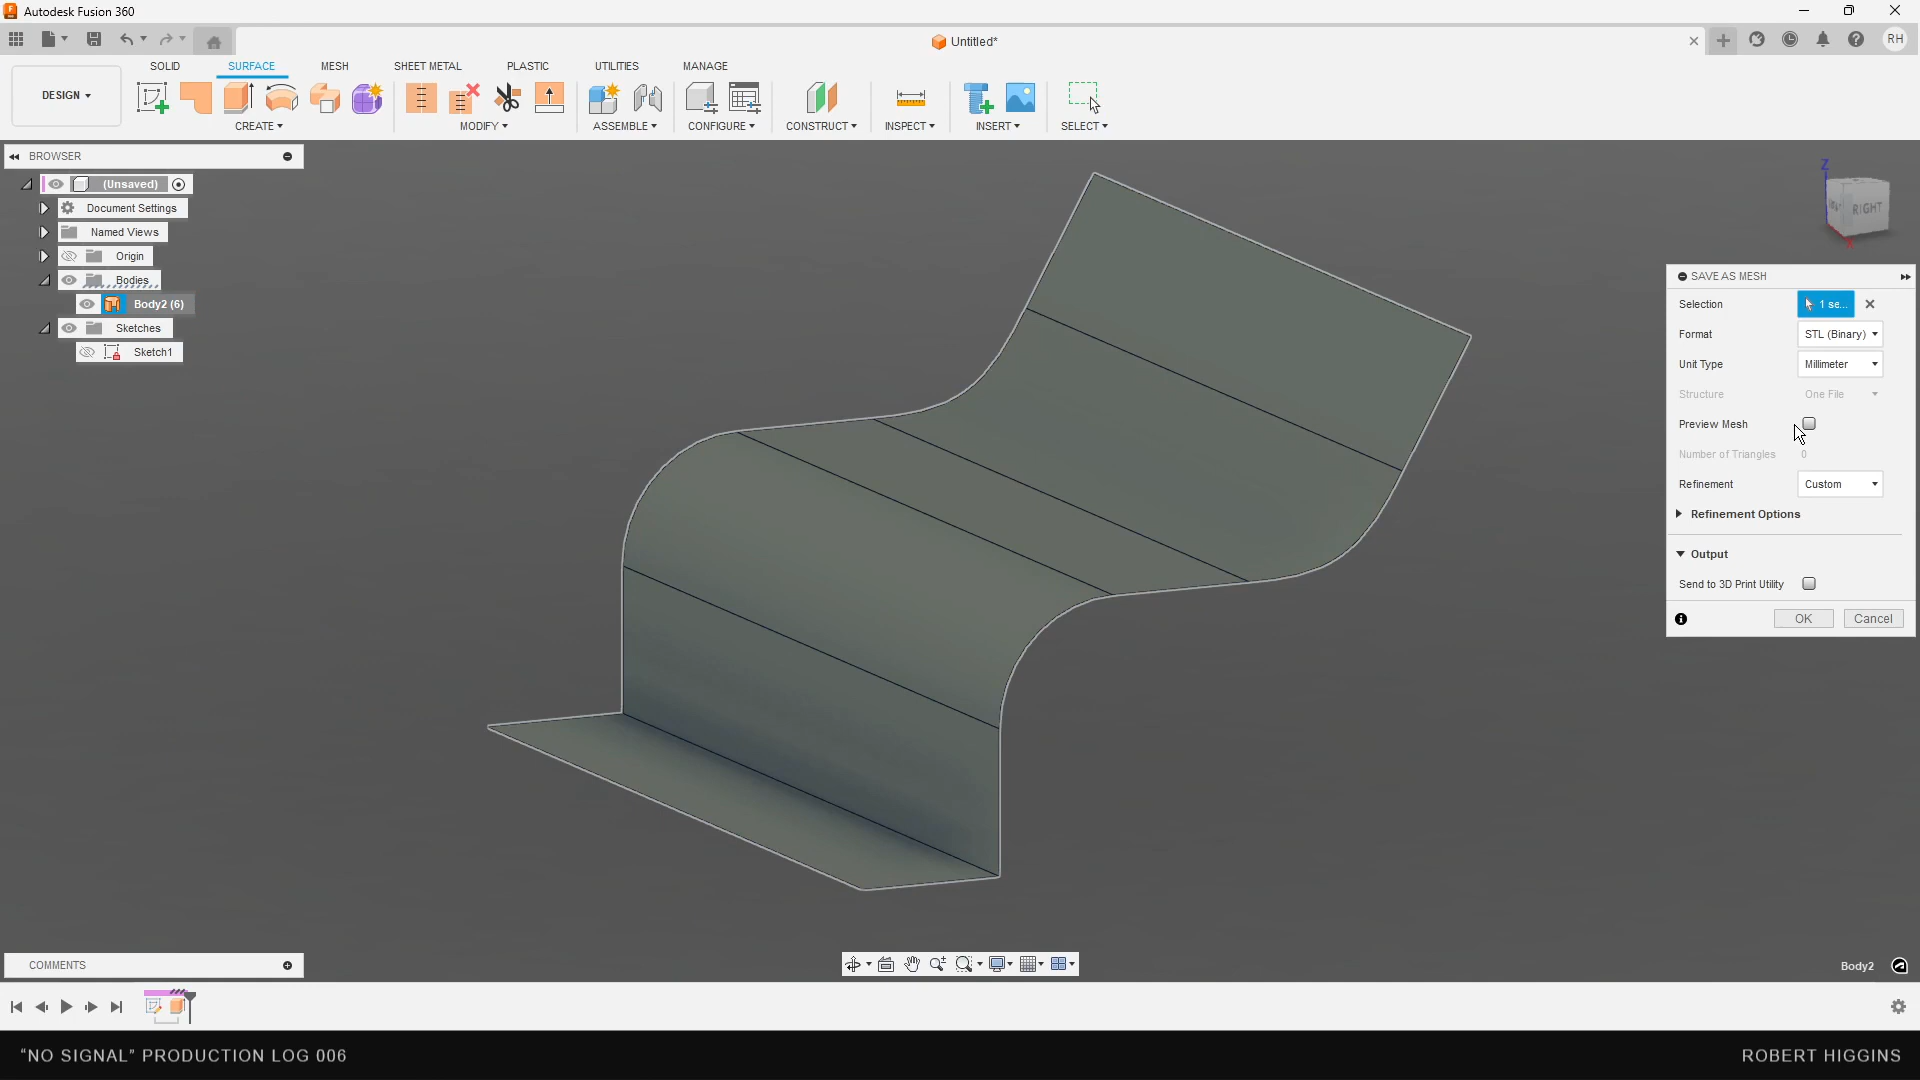 Autodesk Fusion 360
Untitled*
RH
DESIGN
SOLID
SURFACE
MESH
SHEET METAL
PLASTIC
UTILITIES
MANAGE
CREATE
MODIFY
ASSEMBLE
CONFIGURE
CONSTRUCT
INSPECT
INSERT
SELECT
BROWSER
(Unsaved)
Document Settings
Named Views
Origin
Bodies
Body2 (6)
Sketches
Sketch1
Z
RIGHT
X
SAVE AS MESH
Selection 1 se...
Format STL (Binary)
Unit Type Millimeter
Structure One File
Preview Mesh
Number of Triangles 0
Refinement Custom
Refinement Options
Output
Send to 3D Print Utility
OK Cancel
COMMENTS
Body2
“NO SIGNAL” PRODUCTION LOG 006
ROBERT HIGGINS